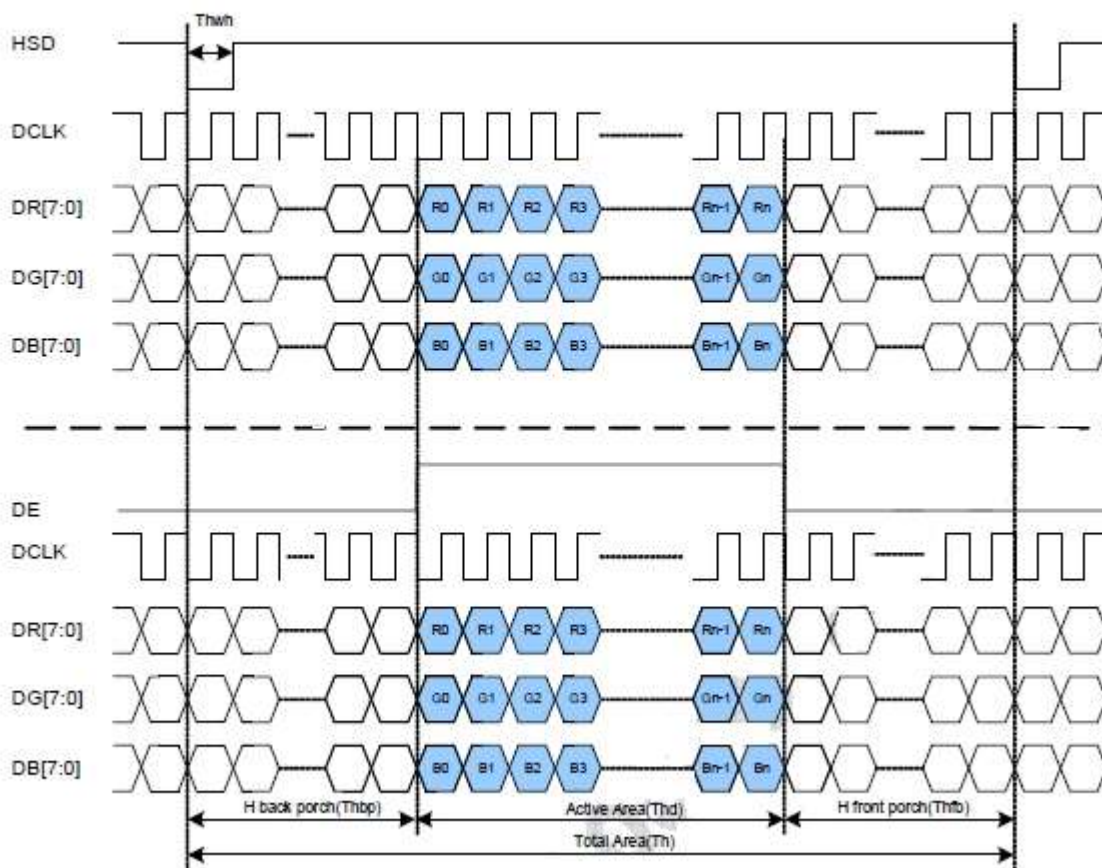 Thwh
HSD
DCLK
DR[7:0] R0 R1 R2 R3 Rn-1 Rn
DG[7:0] G0 G1 G2 G3 Gn-1 Gn
DB[7:0] B0 B1 B2 B3 Bn-1 Bn
DE
DCLK
DR[7:0] R0 R1 R2 R3 Rn-1 Rn
DG[7:0] G0 G1 G2 G3 Gn-1 Gn
DB[7:0] B0 B1 B2 B3 Bn-1 Bn
H back porch(Thbp) Active Area(Thd) H front porch(Thfb)
Total Area(Th)